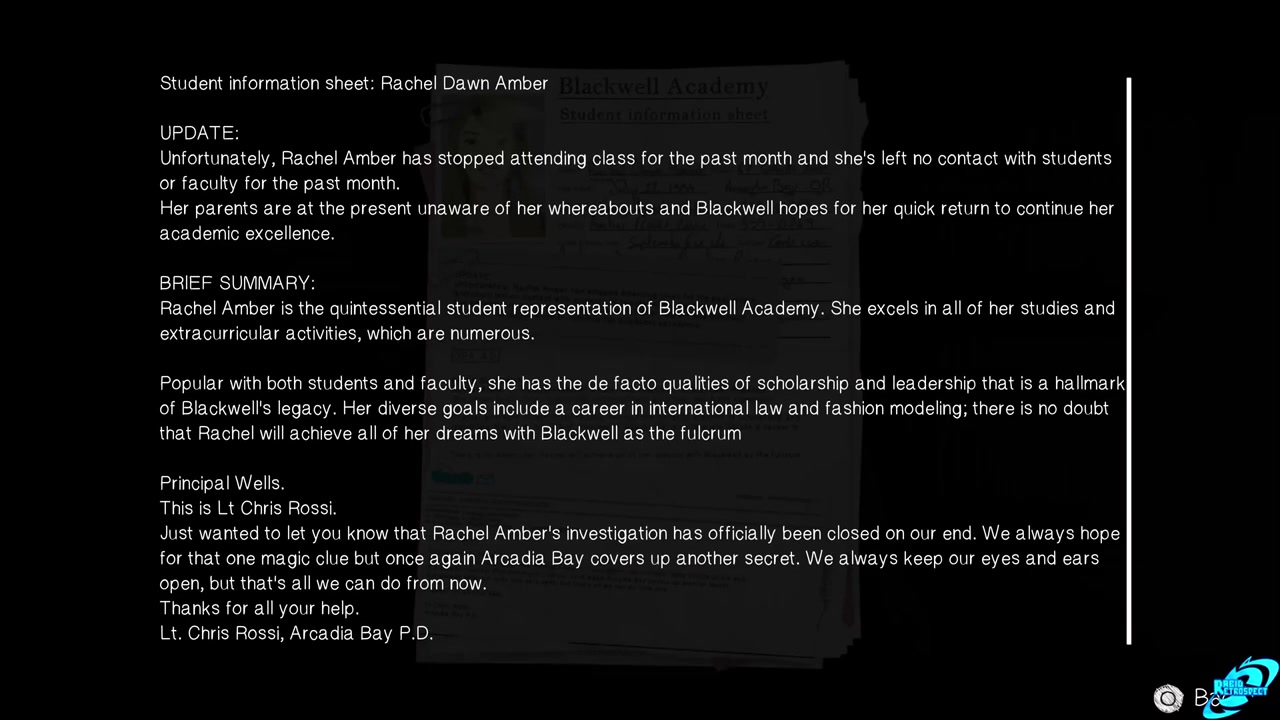 Blackwell Academy
Student information sheet
Student information sheet: Rachel Dawn Amber
UPDATE:
Unfortunately, Rachel Amber has stopped attending class for the past month and she's left no contact with students
or faculty for the past month.
Her parents are at the present unaware of her whereabouts and Blackwell hopes for her quick return to continue her
academic excellence.
BRIEF SUMMARY:
Rachel Amber is the quintessential student representation of Blackwell Academy. She excels in all of her studies and
extracurricular activities, which are numerous.
Popular with both students and faculty, she has the de facto qualities of scholarship and leadership that is a hallmark
of Blackwell's legacy. Her diverse goals include a career in international law and fashion modeling; there is no doubt
that Rachel will achieve all of her dreams with Blackwell as the fulcrum
Principal Wells.
This is Lt Chris Rossi.
Just wanted to let you know that Rachel Amber's investigation has officially been closed on our end. We always hope
for that one magic clue but once again Arcadia Bay covers up another secret. We always keep our eyes and ears
open, but that's all we can do from now.
Thanks for all your help.
Lt. Chris Rossi, Arcadia Bay P.D.
RAGIO
RETROSPECT